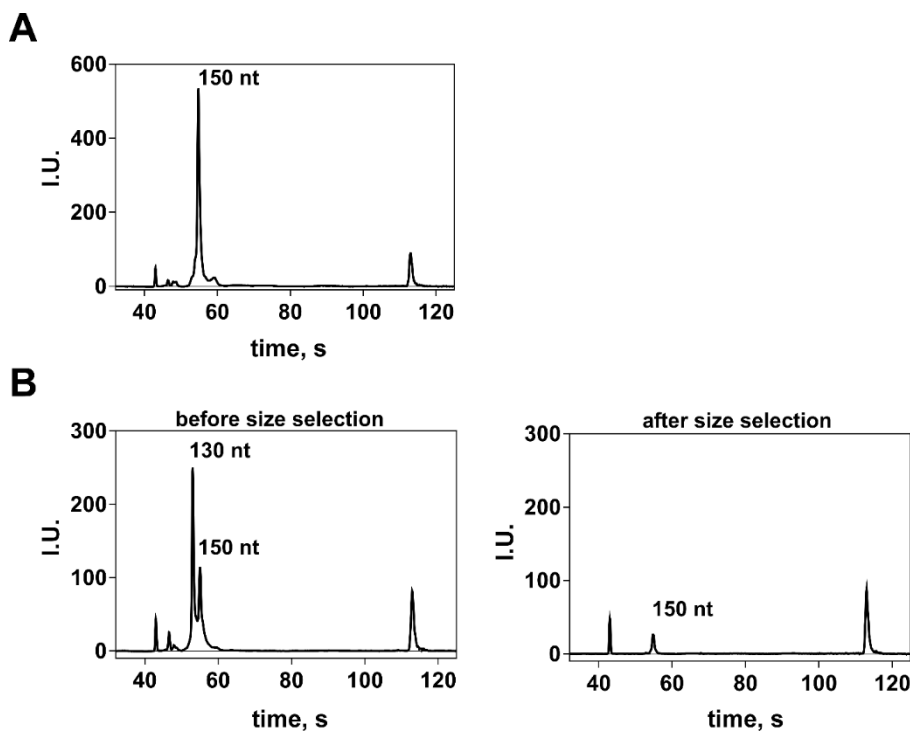 A
600
400
200
0
I.U.
150 nt
40 60 80 100 120
time, s
B
before size selection
300
200
100
0
I.U.
130 nt
150 nt
40 60 80 100 120
time, s
after size selection
300
200
100
0
I.U.
150 nt
40 60 80 100 120
time, s